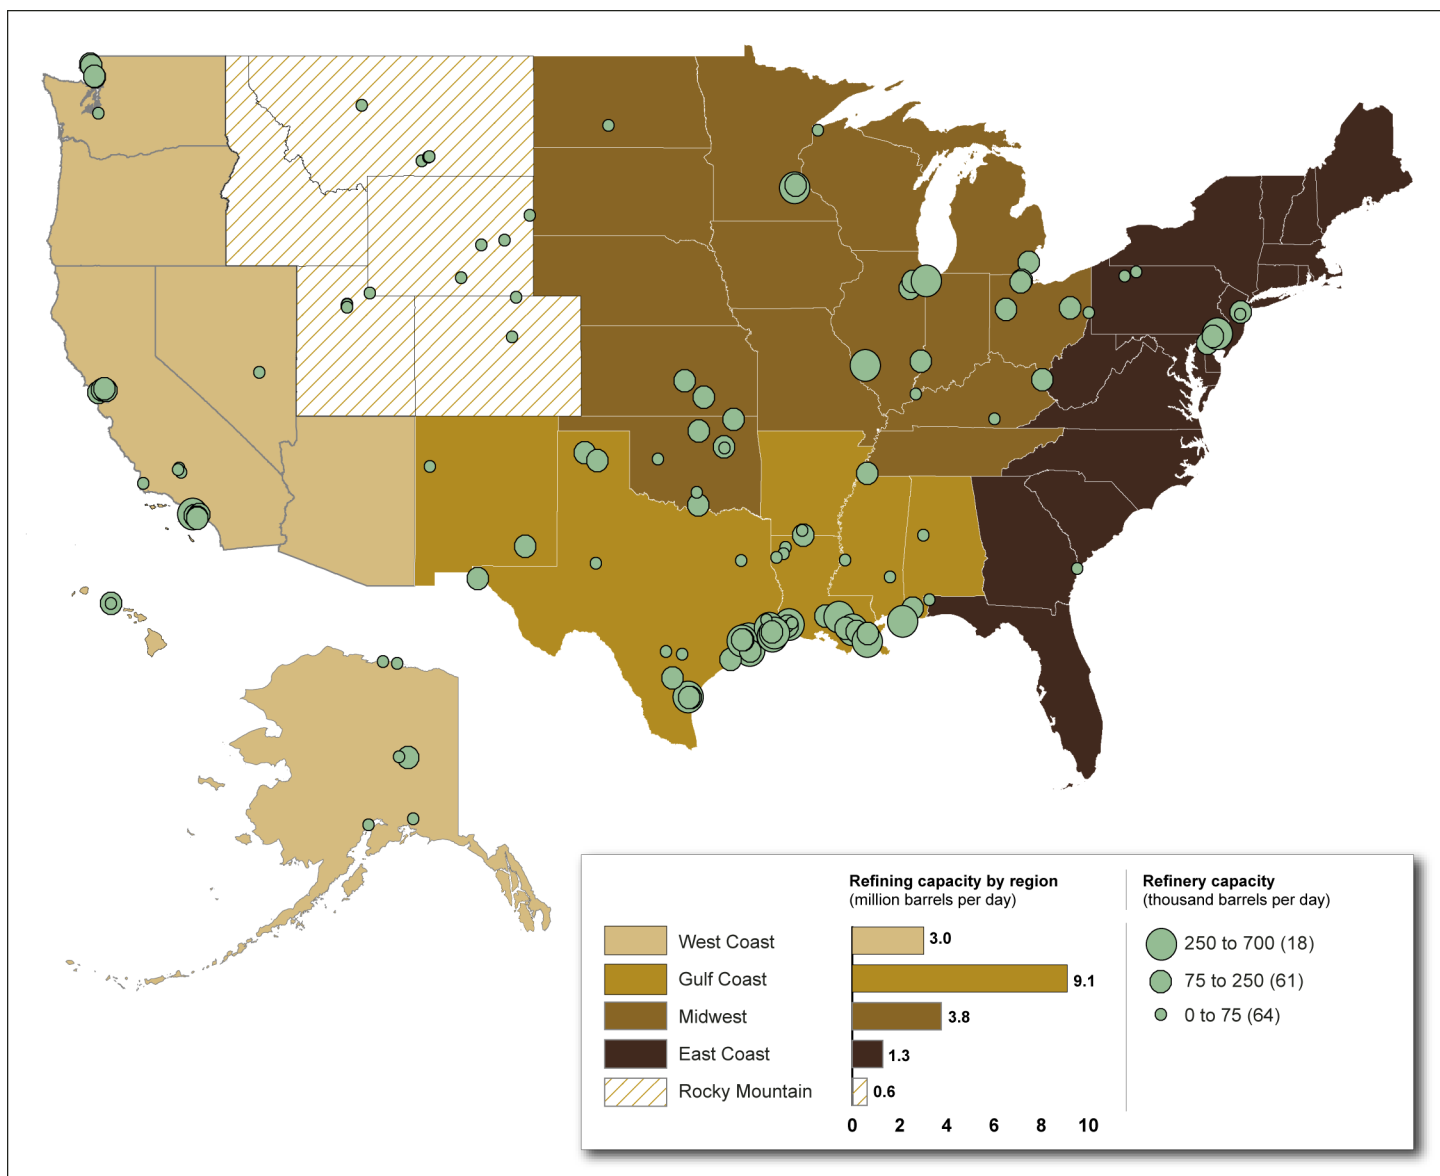 Refining capacity by region
(million barrels per day)
Refinery capacity
(thousand barrels per day)
West Coast
3.0
250 to 700 (18)
Gulf Coast
9.1
75 to 250 (61)
Midwest
3.8
0 to 75 (64)
East Coast
1.3
Rocky Mountain
0.6
0 2 4 6 8 10